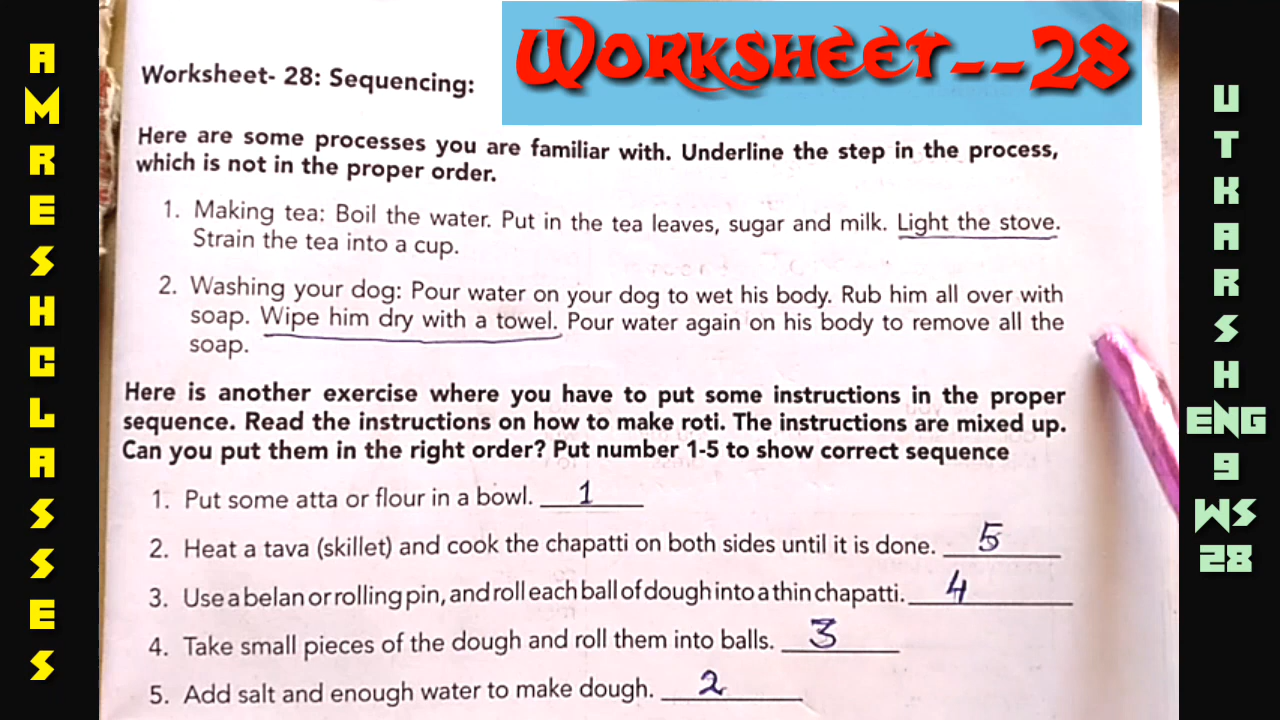 AMRESHCLASSES
WORKSHEET--28
Worksheet- 28: Sequencing:
Here are some processes you are familiar with. Underline the step in the process,
which is not in the proper order.
1. Making tea: Boil the water. Put in the tea leaves, sugar and milk. Light the stove.
Strain the tea into a cup.
2. Washing your dog: Pour water on your dog to wet his body. Rub him all over with
soap. Wipe him dry with a towel. Pour water again on his body to remove all the
soap.
Here is another exercise where you have to put some instructions in the proper
sequence. Read the instructions on how to make roti. The instructions are mixed up.
Can you put them in the right order? Put number 1-5 to show correct sequence
1. Put some atta or flour in a bowl. 1
2. Heat a tava (skillet) and cook the chapatti on both sides until it is done. 5
3. Use a belan or rolling pin, and roll each ball of dough into a thin chapatti. 4
4. Take small pieces of the dough and roll them into balls. 3
5. Add salt and enough water to make dough. 2
UTKARSH
ENG
9
WS
28